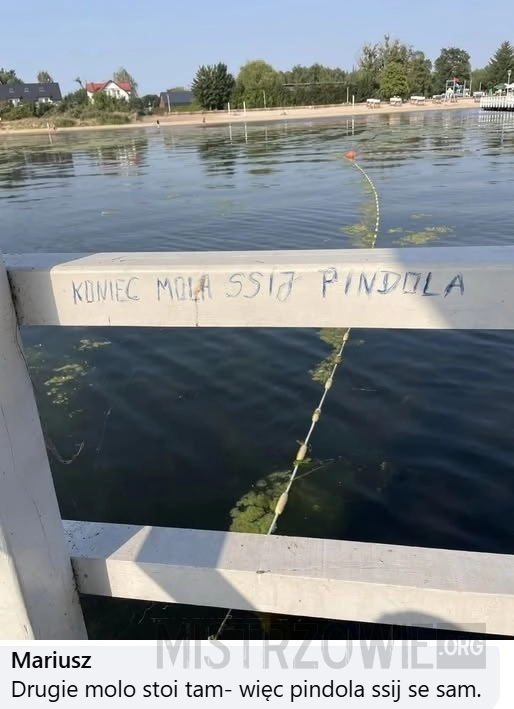 KONIEC MOLA SSIJ PINDOLA
MISTRZOWIE.ORG
Mariusz
Drugie molo stoi tam- więc pindola ssij se sam.